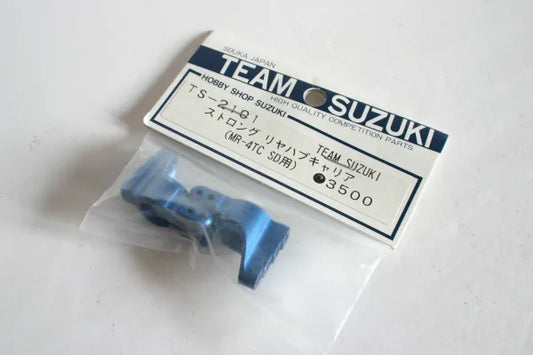 SOUKA JAPAN
TEAM SUZUKI
HOBBY SHOP SUZUKI
HIGH QUALITY COMPETITION PARTS
TS-2101
TEAM SUZUKI
ストロング リヤハブキャリア
(MR-4TC SD用)
3500